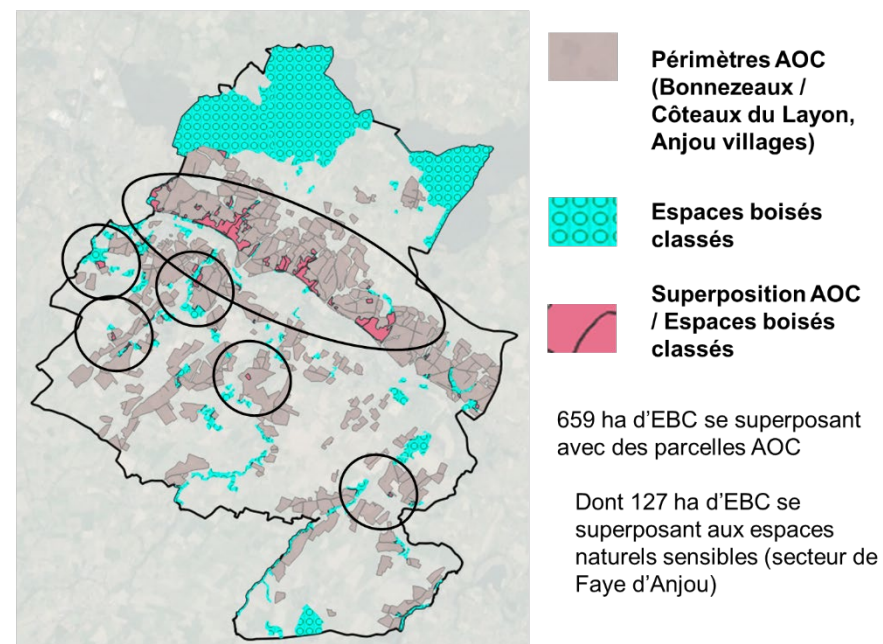 Périmètres AOC
(Bonnezeaux /
Côteaux du Layon,
Anjou villages)
Espaces boisés
classés
Superposition AOC
/ Espaces boisés
classés
659 ha d’EBC se superposant
avec des parcelles AOC
Dont 127 ha d’EBC se
superposant aux espaces
naturels sensibles (secteur de
Faye d’Anjou)